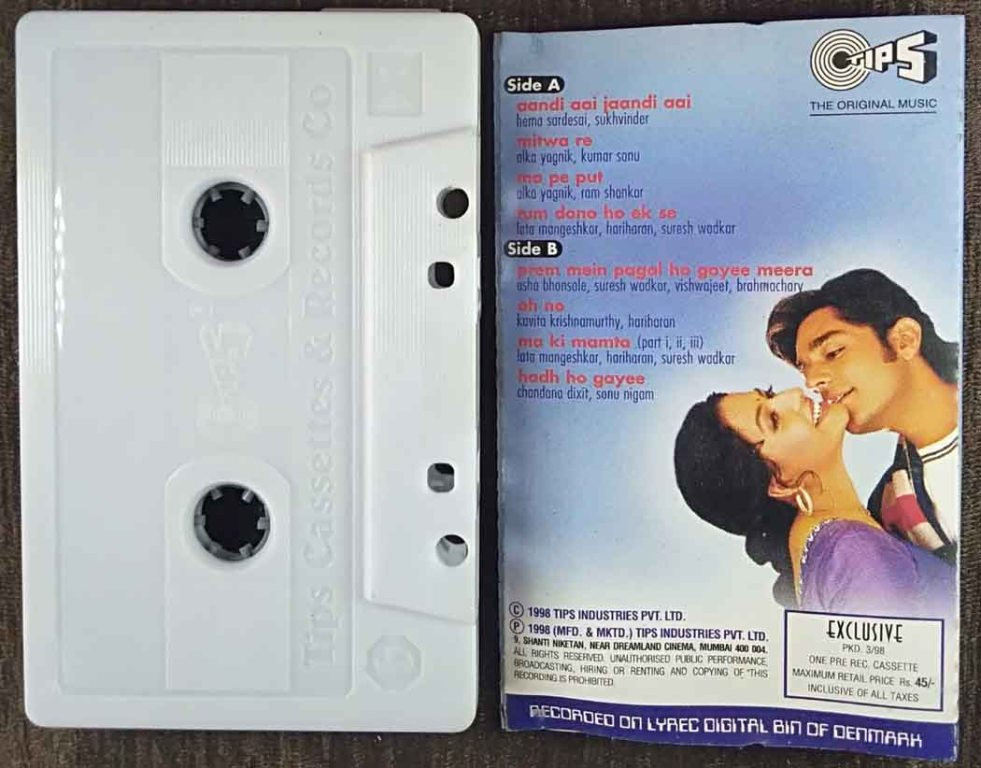 Tips Cassettes & Records Co
TIPS
TIPS
THE ORIGINAL MUSIC
Side A
aandi aai jaandi aai
hema sardesai, sukhvinder
mitwa re
alka yagnik, kumar sanu
ma pe put
alka yagnik, ram shankar
tum dano ho ek se
lata mangeshkar, hariharan, suresh wadkar
Side B
prem mein pagal ho gayee meera
asha bhonsale, suresh wadkar, vishwajeet, brahmachary
oh no
kavita krishnamurthy, hariharan
ma ki mamta (part i, ii, iii)
lata mangeshkar, hariharan, suresh wadkar
hadh ho gayee
chandana dixit, sonu nigam
© 1998 TIPS INDUSTRIES PVT. LTD.
℗ 1998 (MFD. & MKTD.) TIPS INDUSTRIES PVT. LTD.
9, SHANTI NIKETAN, NEAR DREAMLAND CINEMA, MUMBAI 400 004.
ALL RIGHTS RESERVED. UNAUTHORISED PUBLIC PERFORMANCE,
BROADCASTING, HIRING OR RENTING AND COPYING OF "THIS
RECORDING IS PROHIBITED.
EXCLUSIVE
PKD. 3/98
ONE PRE REC. CASSETTE
MAXIMUM RETAIL PRICE Rs. 45/-
INCLUSIVE OF ALL TAXES
RECORDED ON LYREC DIGITAL BIN OF DENMARK